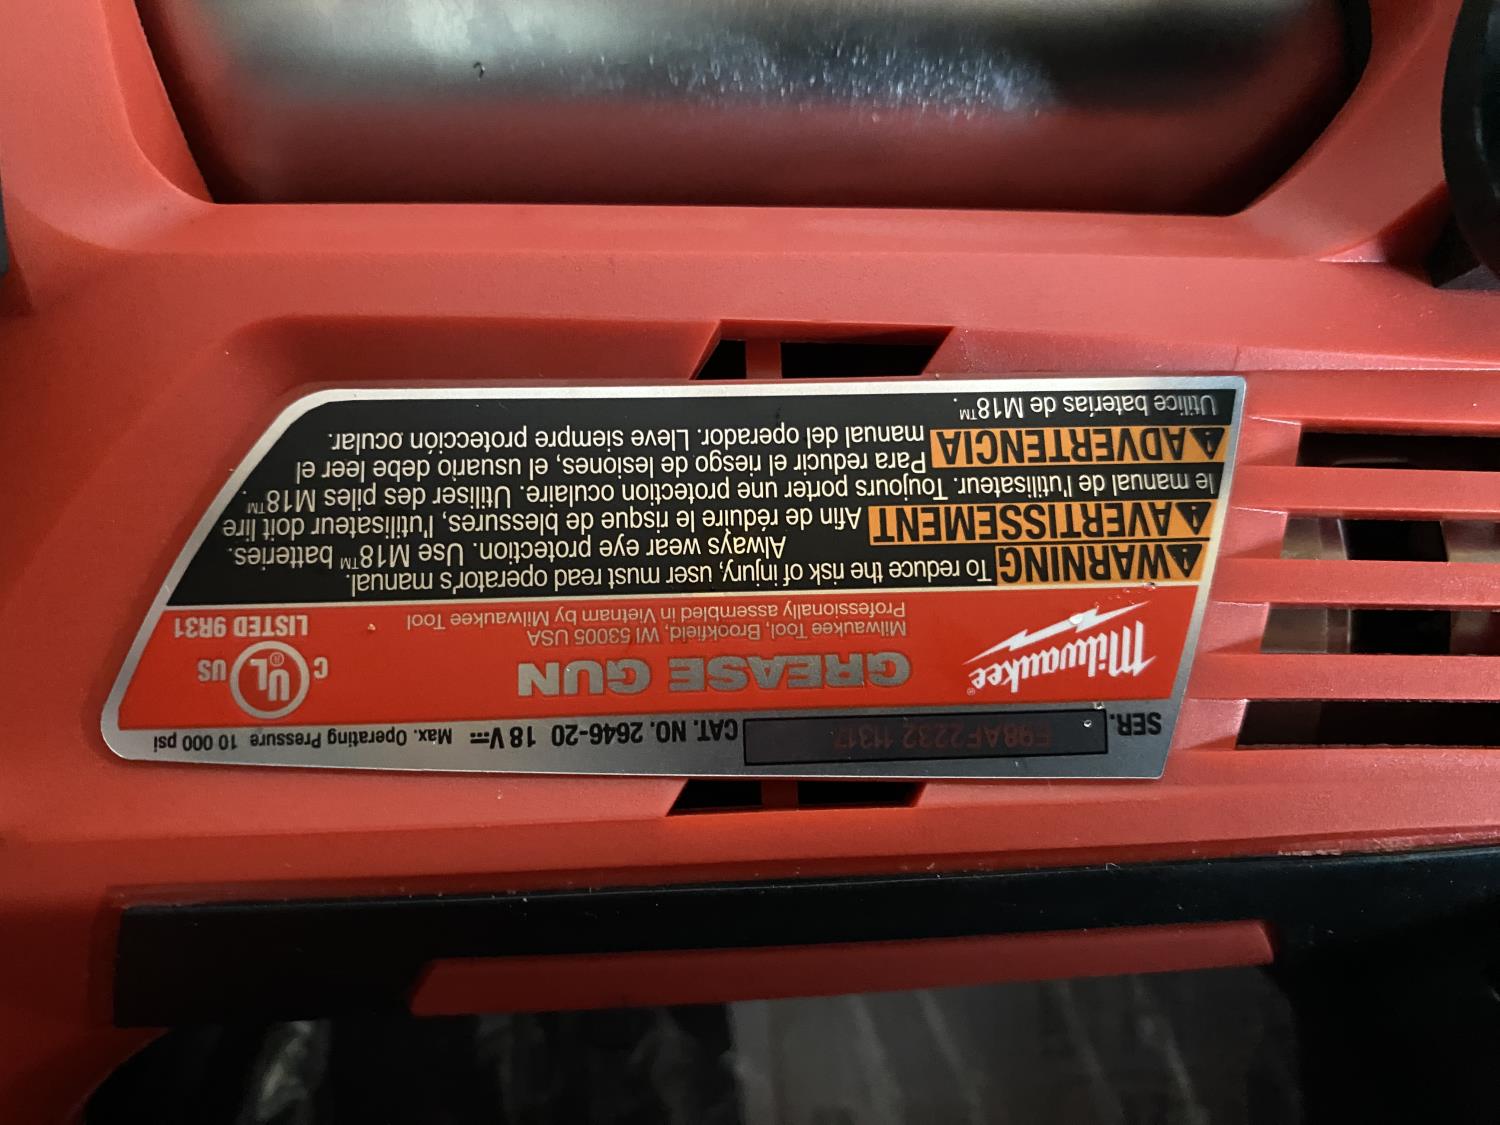 SER. E98AF2232 11317 CAT. NO. 2646-20 18 V⎓ Max. Operating Pressure 10 000 psi
Milwaukee®
GREASE GUN
Milwaukee Tool, Brookfield, WI 53005 USA
Professionally assembled in Vietnam by Milwaukee Tool
C UL® US
LISTED 9R31
WARNING To reduce the risk of injury, user must read operator's manual.
Always wear eye protection. Use M18™ batteries.
AVERTISSEMENT Afin de réduire le risque de blessures, l'utilisateur doit lire
le manual de l'utilisateur. Toujours porter une protection oculaire. Utiliser des piles M18™.
ADVERTENCIA Para reducir el riesgo de lesiones, el usuario debe leer el
manual del operador. Lleve siempre protección ocular.
Utilice baterías de M18™.